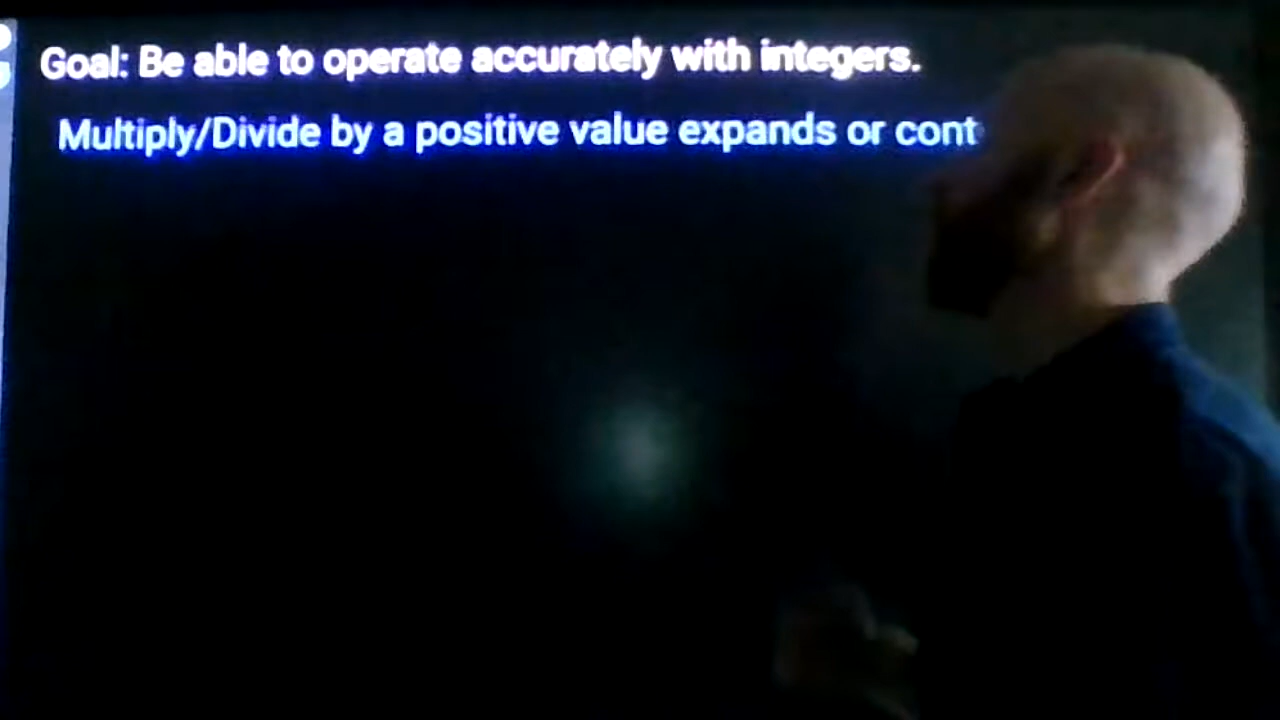 Goal: Be able to operate accurately with integers.
Multiply/Divide by a positive value expands or cont